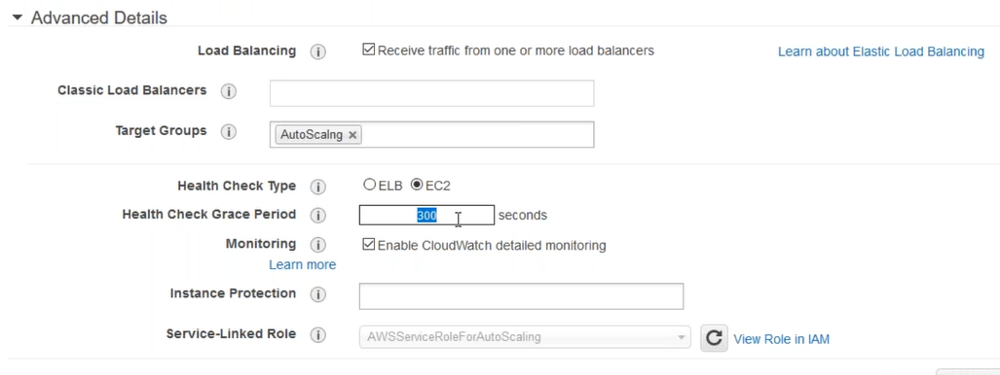 Advanced Details
Load Balancing i Receive traffic from one or more load balancers Learn about Elastic Load Balancing
Classic Load Balancers i
Target Groups i AutoScalng ×
Health Check Type i ELB EC2
Health Check Grace Period i 300 seconds
Monitoring i Enable CloudWatch detailed monitoring
Learn more
Instance Protection i
Service-Linked Role i AWSServiceRoleForAutoScaling View Role in IAM